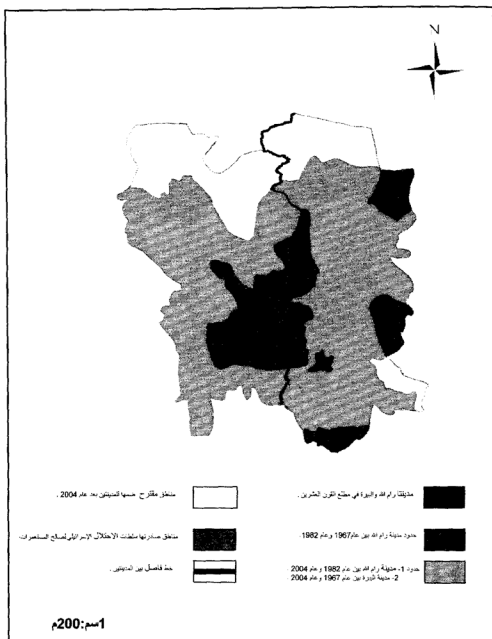 N
مدينتا رام الله والبيرة في مطلع القرن العشرين .
مناطق مقترح ضمها للمدينتين بعد عام 2004 .
حدود مدينة رام الله بين عام 1967 وعام 1982.
مناطق صادرتها سلطات الاحتلال الإسرائيلي لصالح المستعمرات.
حدود 1- مدينة رام الله بين عام 1982 وعام 2004
2- مدينة البيرة بين عام 1967 وعام 2004
خط فاصل بين المدينتين .
1سم:200م